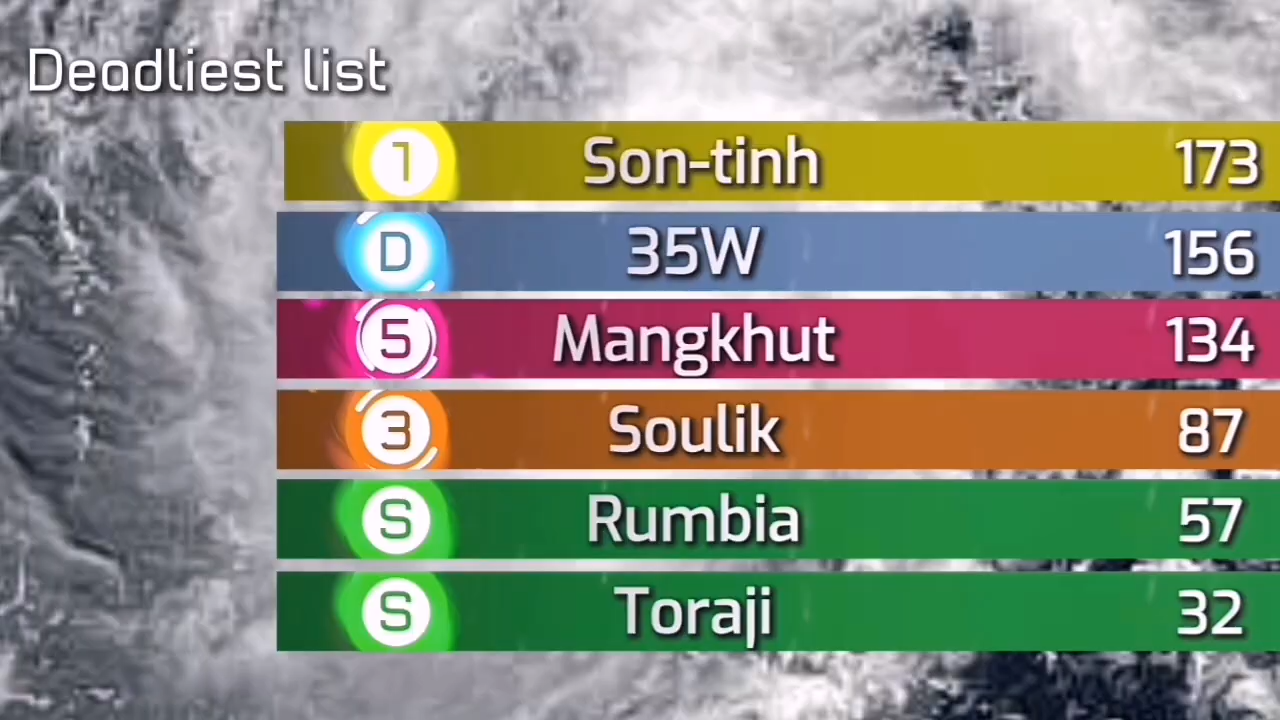 Deadliest list
1 Son-tinh 173
D 35W 156
5 Mangkhut 134
3 Soulik 87
S Rumbia 57
S Toraji 32